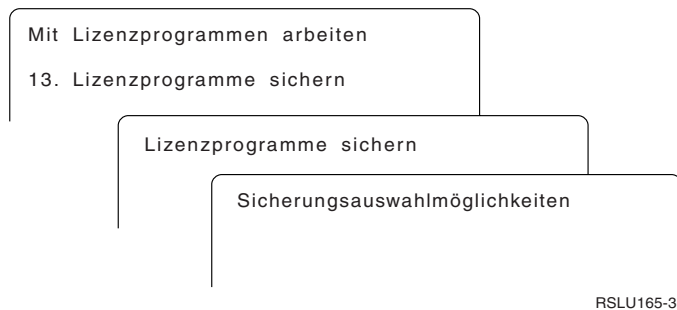 Mit Lizenzprogrammen arbeiten
13. Lizenzprogramme sichern
Lizenzprogramme sichern
Sicherungsauswahlmöglichkeiten
RSLU165-3